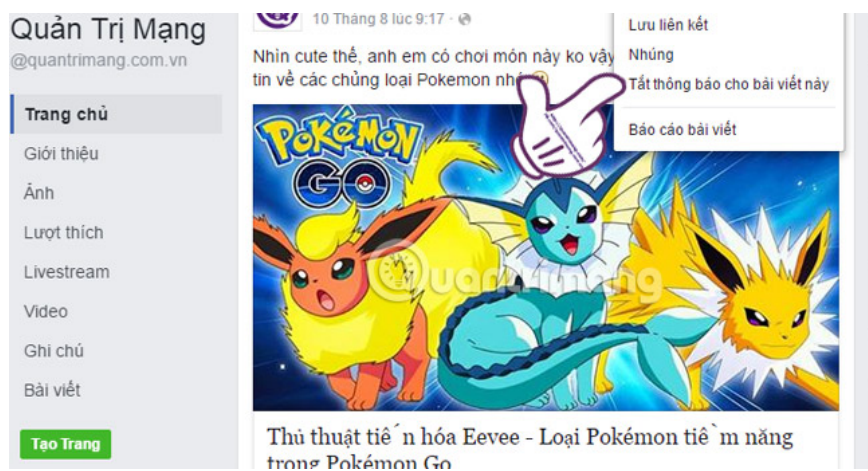 Quản Trị Mạng
@quantrimang.com.vn
Trang chủ
Giới thiệu
Ảnh
Lượt thích
Livestream
Video
Ghi chú
Bài viết
Tạo Trang
10 Tháng 8 lúc 9:17
Nhìn cute thế, anh em có chơi món này ko vậy
tin về các chủng loại Pokemon nhé
Lưu liên kết
Nhúng
Tắt thông báo cho bài viết này
Báo cáo bài viết
POKÉMON
GO
Quantrimang
Thủ thuật tiến hóa Eevee - Loại Pokémon tiềm năng
trong Pokémon Go